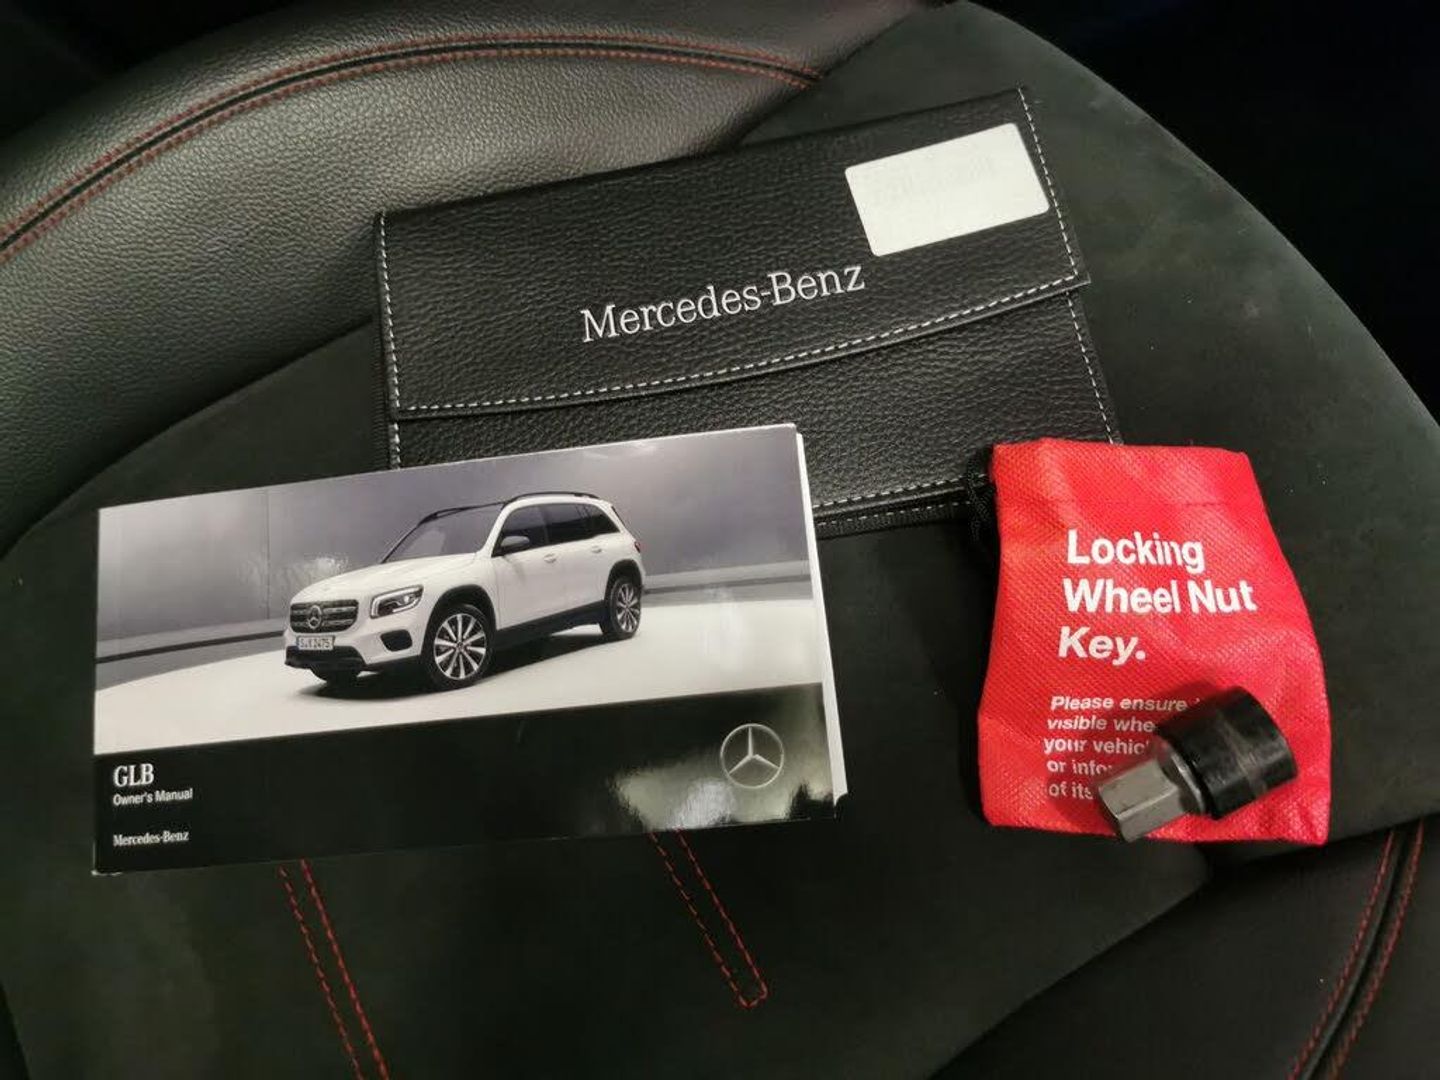 Mercedes-Benz
S·X 2475
GLB
Owner's Manual
Mercedes-Benz
Locking
Wheel Nut
Key.
Please ensure
visible whe
your vehic
or info
of its